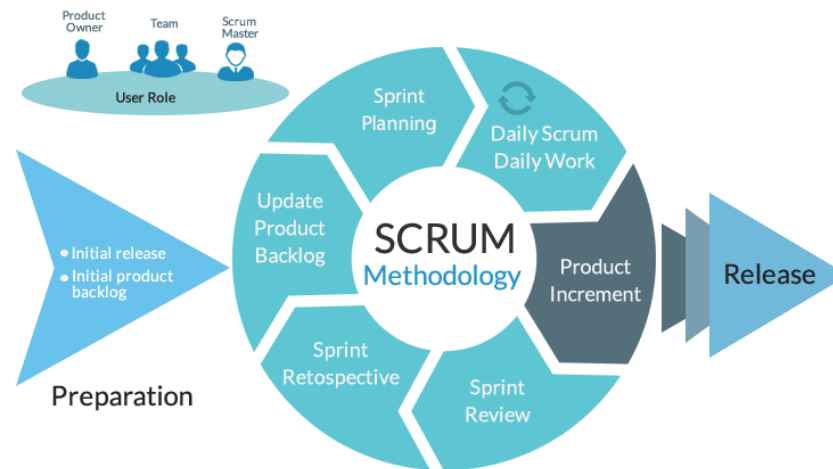 Product
Owner
Team
Scrum
Master
User Role
Sprint
Planning
Daily Scrum
Daily Work
Update
Product
Backlog
SCRUM
Methodology
Product
Increment
Sprint
Retospective
Sprint
Review
• Initial release
• Initial product
backlog
Preparation
Release